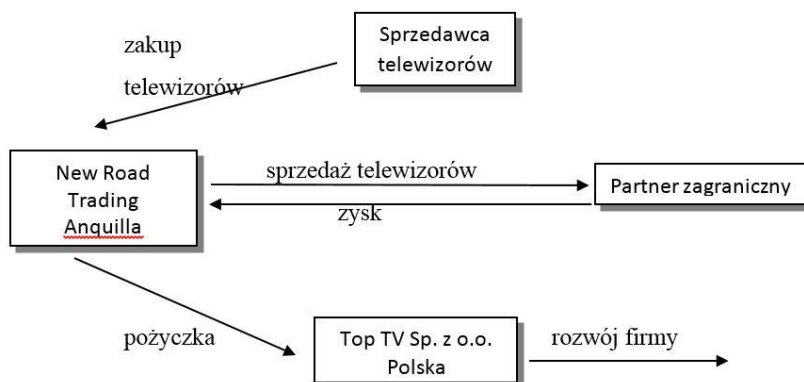 zakup
telewizorów
Sprzedawca
telewizorów
New Road
Trading
Anquilla
sprzedaż telewizorów
zysk
Partner zagraniczny
pożyczka
Top TV Sp. z o.o.
Polska
rozwój firmy